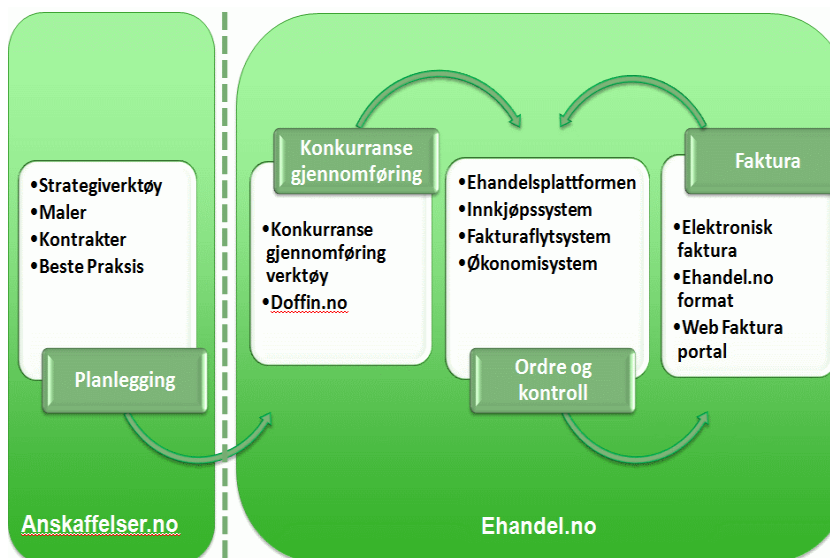 •Strategiverktøy
•Maler
•Kontrakter
•Beste Praksis
Planlegging
Anskaffelser.no
Konkurranse
gjennomføring
•Konkurranse
gjennomføring
verktøy
•Doffin.no
•Ehandelsplattformen
•Innkjøpssystem
•Fakturaflytsystem
•Økonomisystem
Ordre og
kontroll
Faktura
•Elektronisk
faktura
•Ehandel.no
format
•Web Faktura
portal
Ehandel.no